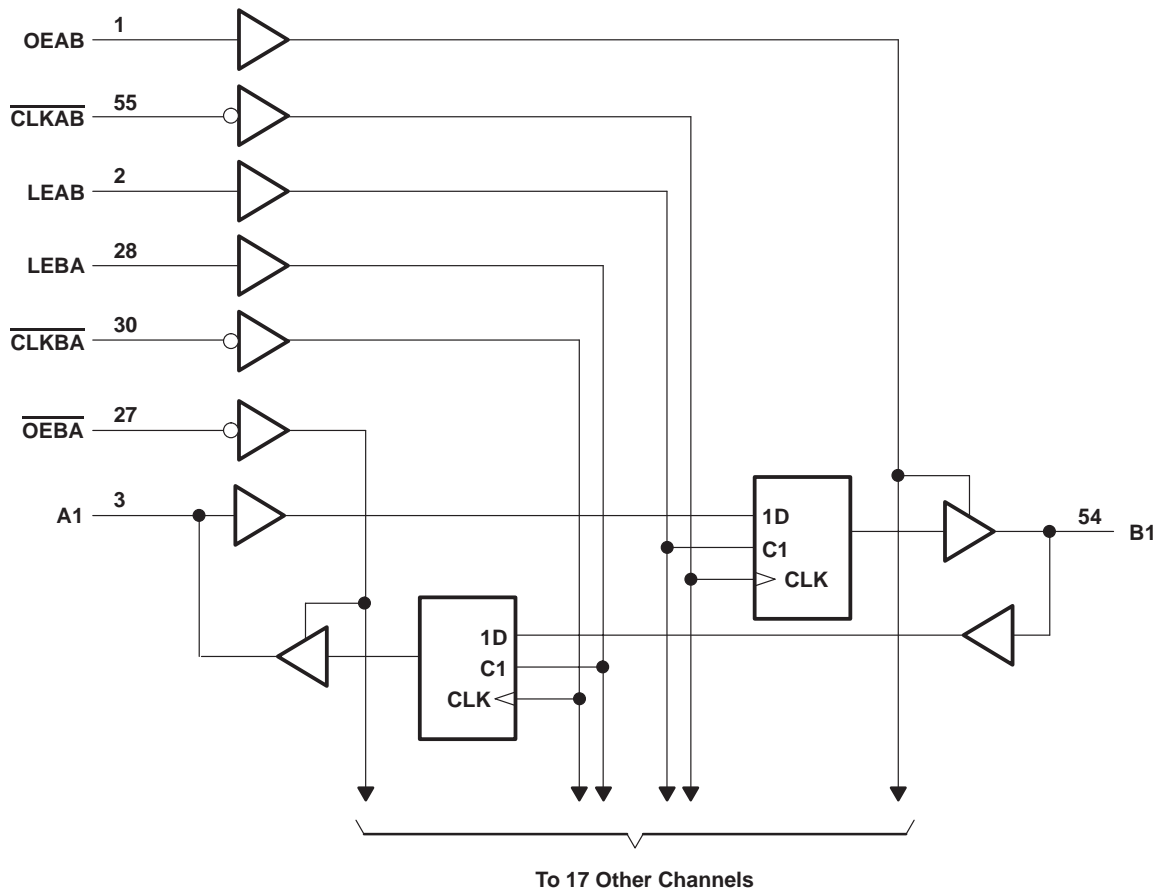 OEAB 1
CLKAB 55
LEAB 2
LEBA 28
CLKBA 30
OEBA 27
A1 3
1D
C1
CLK
54 B1
1D
C1
CLK
To 17 Other Channels